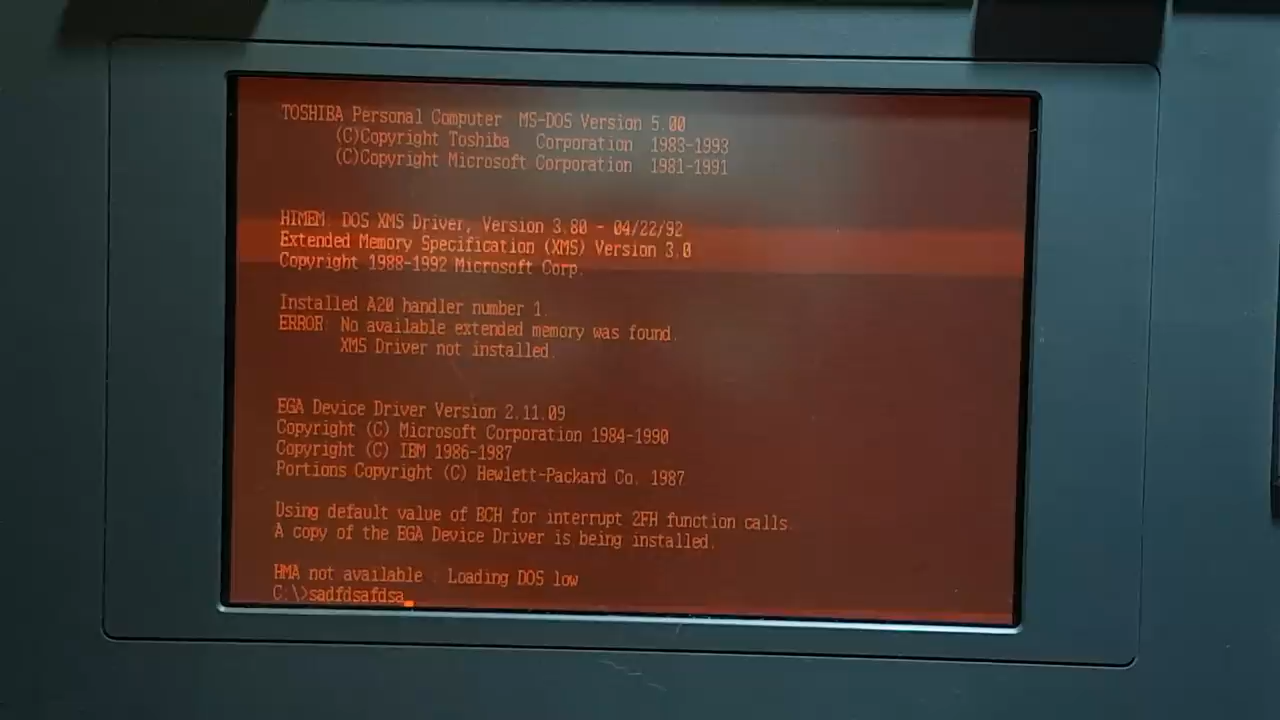 TOSHIBA Personal Computer MS-DOS Version 5.00
(C)Copyright Toshiba Corporation 1983-1993
(C)Copyright Microsoft Corporation 1981-1991
HIMEM: DOS XMS Driver, Version 3.80 - 04/22/92
Extended Memory Specification (XMS) Version 3.0
Copyright 1988-1992 Microsoft Corp.
Installed A20 handler number 1.
ERROR: No available extended memory was found.
XMS Driver not installed.
EGA Device Driver Version 2.11.09
Copyright (C) Microsoft Corporation 1984-1990
Copyright (C) IBM 1986-1987
Portions Copyright (C) Hewlett-Packard Co. 1987
Using default value of BCH for interrupt 2FH function calls.
A copy of the EGA Device Driver is being installed.
HMA not available : Loading DOS low
C:\>sadfdsafdsa